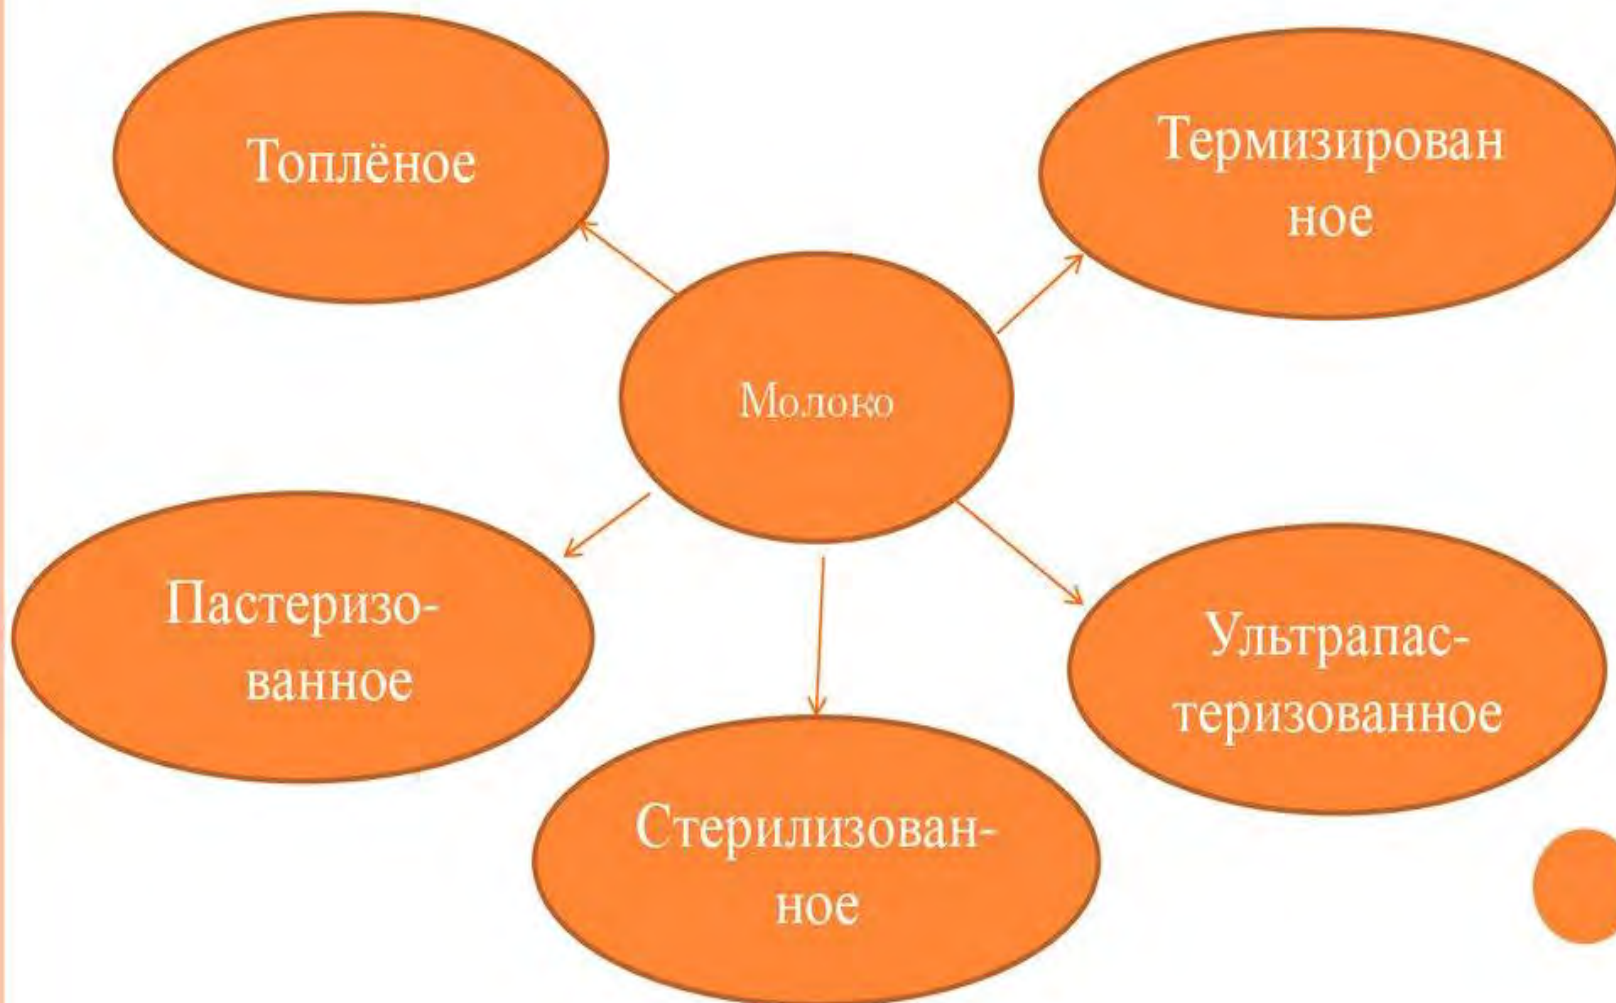 Топлёное
Термизирован
ное
Молоко
Пастеризо-
ванное
Ультрапас-
теризованное
Стерилизован-
ное